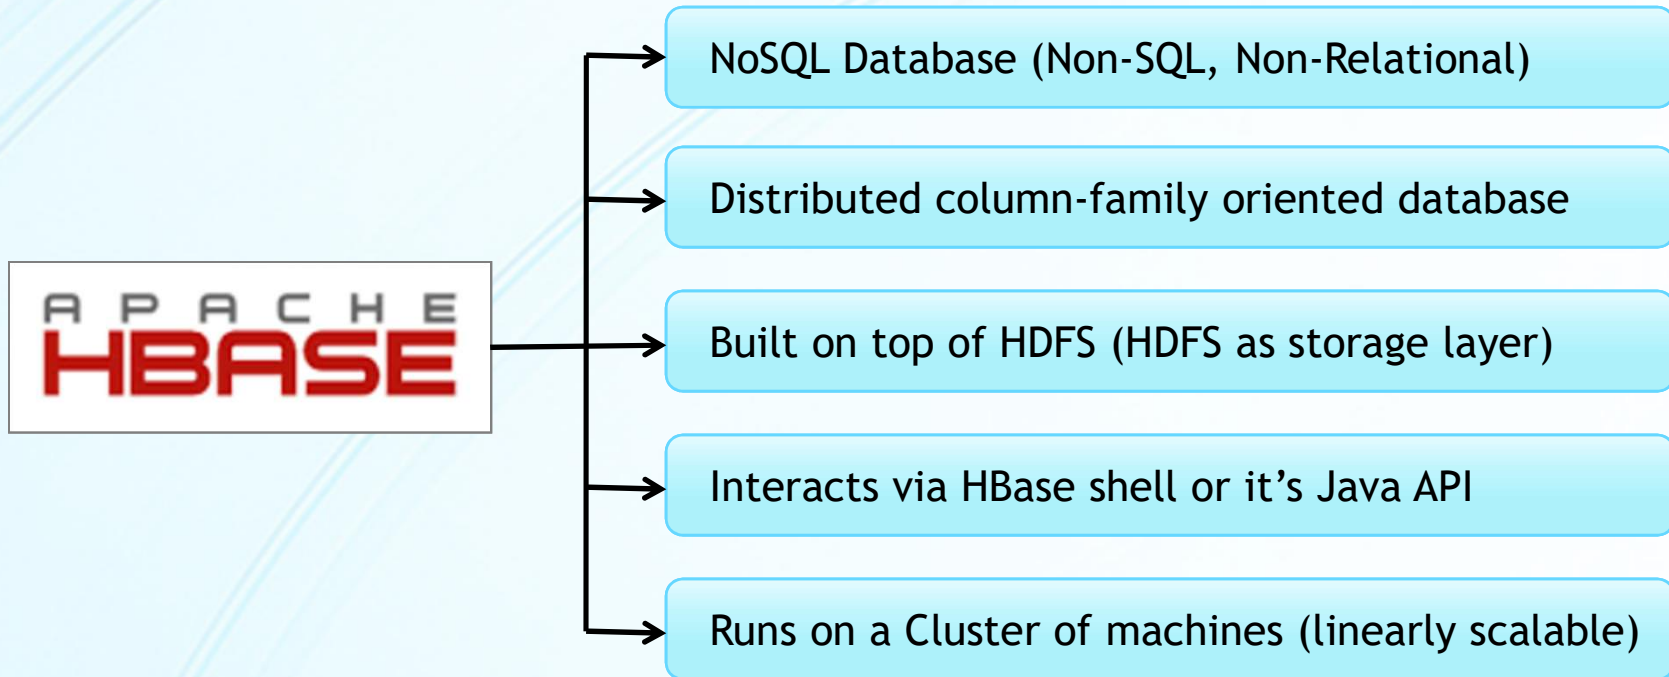 NoSQL Database (Non-SQL, Non-Relational)
Distributed column-family oriented database
APACHE
HBASE
Built on top of HDFS (HDFS as storage layer)
Interacts via HBase shell or it’s Java API
Runs on a Cluster of machines (linearly scalable)